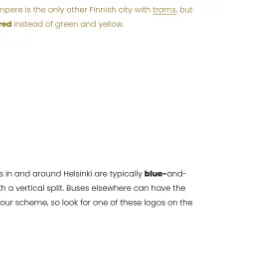 mpere is the only other Finnish city with trams, but
red instead of green and yellow.
s in and around Helsinki are typically blue-and-
h a vertical split. Buses elsewhere can have the
our scheme, so look for one of these logos on the